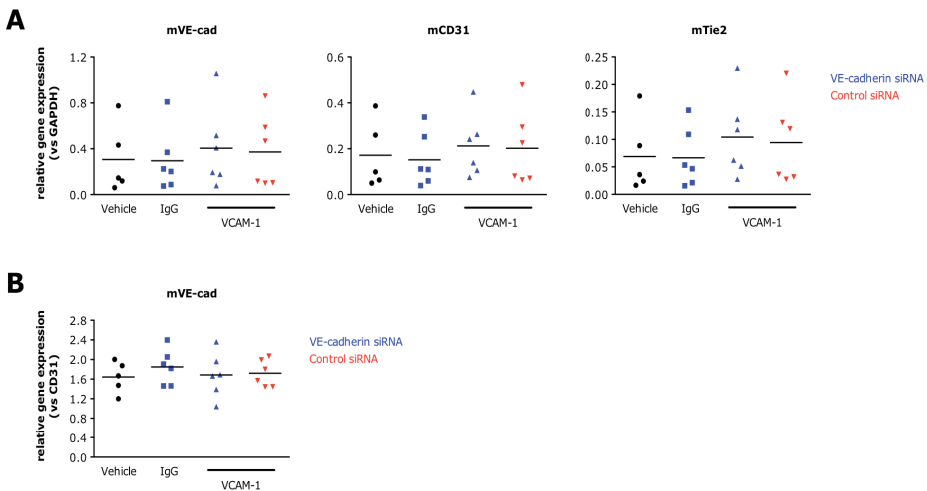 A
mVE-cad
mCD31
mTie2
relative gene expression
(vs GAPDH)
1.2
0.8
0.4
0.0
0.6
0.4
0.2
0.0
0.25
0.20
0.15
0.10
0.05
0.00
VE-cadherin siRNA
Control siRNA
Vehicle IgG
VCAM-1
Vehicle IgG
VCAM-1
Vehicle IgG
VCAM-1
B
mVE-cad
relative gene expression
(vs CD31)
2.8
2.4
2.0
1.6
1.2
0.8
0.4
0.0
VE-cadherin siRNA
Control siRNA
Vehicle IgG
VCAM-1